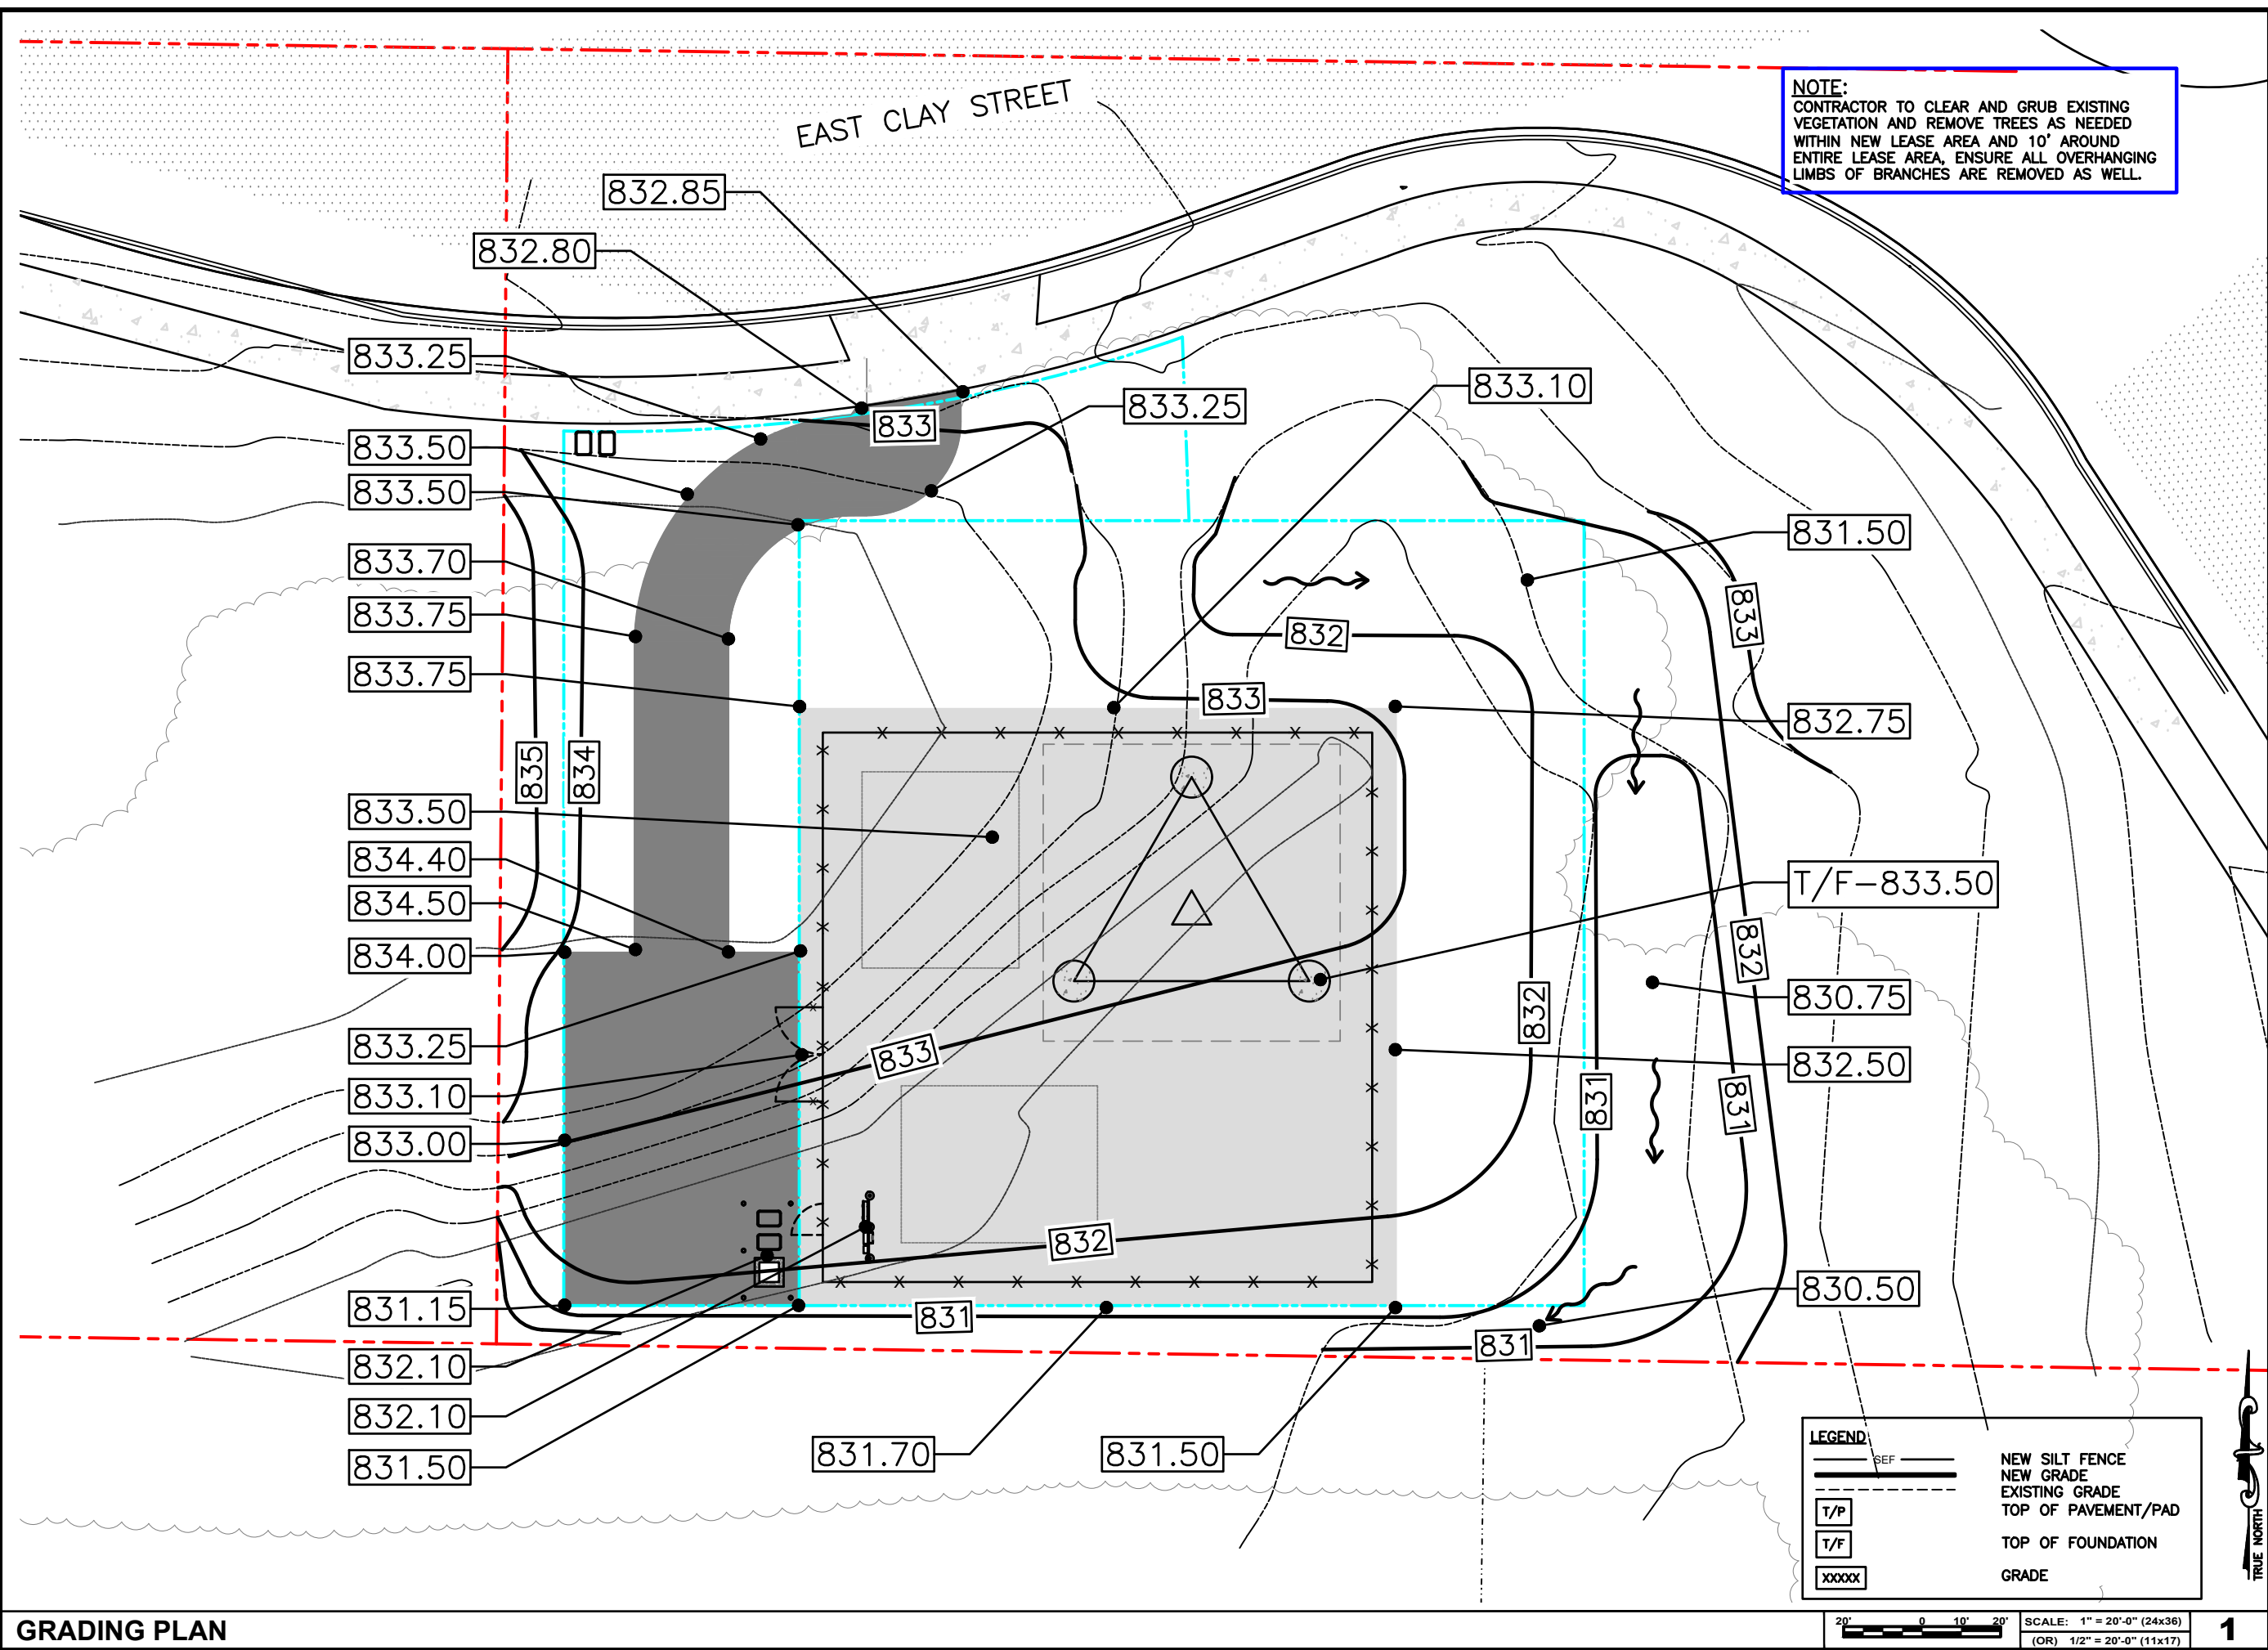 EAST CLAY STREET
NOTE:
CONTRACTOR TO CLEAR AND GRUB EXISTING
VEGETATION AND REMOVE TREES AS NEEDED
WITHIN NEW LEASE AREA AND 10' AROUND
ENTIRE LEASE AREA, ENSURE ALL OVERHANGING
LIMBS OF BRANCHES ARE REMOVED AS WELL.
832.85
832.80
833.25
833.10
833.25
833
833.50
833.50
831.50
833.70
833.75
833
832
833.75
833
832.75
835
834
833.50
834.40
T/F-833.50
834.50
834.00
832
830.75
832
833.25
833
832.50
833.10
831
831
833.00
832
831.15
831
830.50
831
832.10
832.10
831.50
831.70
831.50
LEGEND
SEF
NEW SILT FENCE
NEW GRADE
EXISTING GRADE
T/P
TOP OF PAVEMENT/PAD
T/F
TOP OF FOUNDATION
XXXXX
GRADE
TRUE NORTH
GRADING PLAN
20' 0 10' 20'
SCALE: 1" = 20'-0" (24x36)
(OR) 1/2" = 20'-0" (11x17)
1